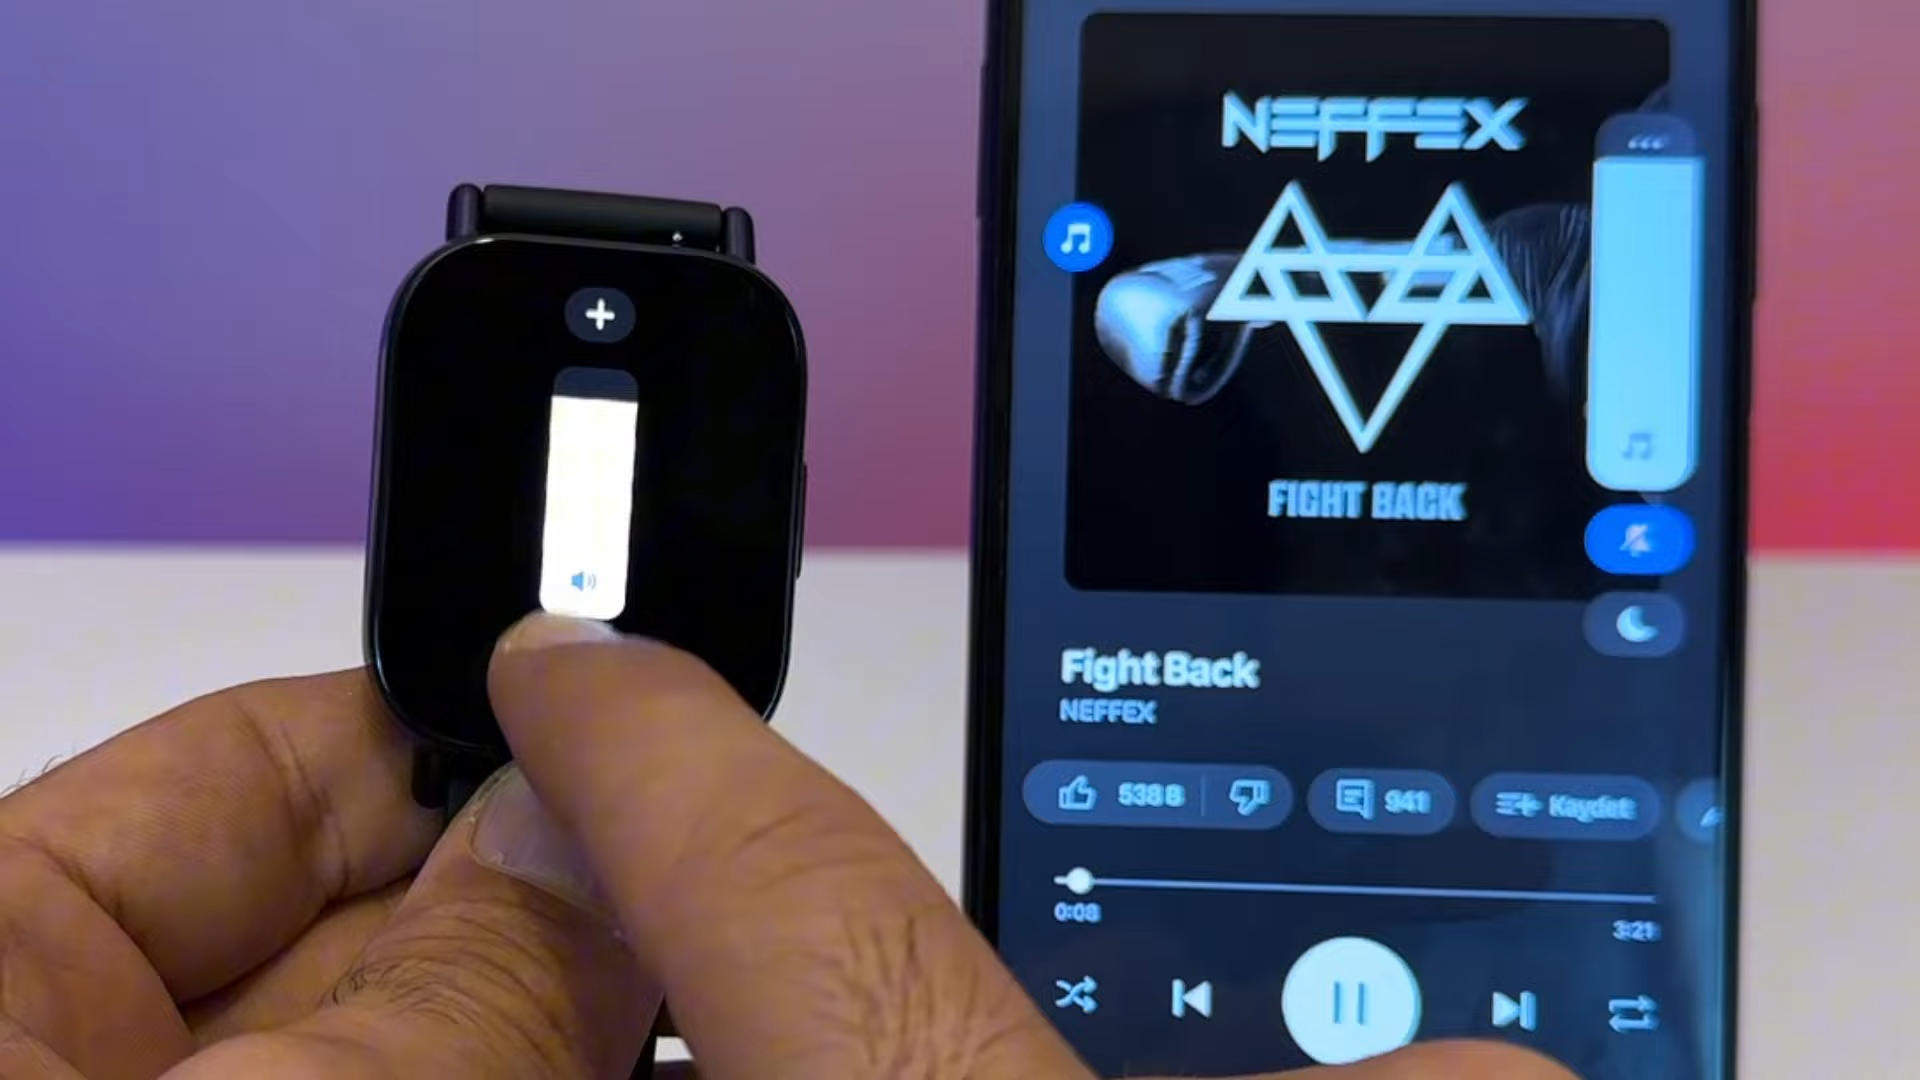 NEFFEX
FIGHT BACK
Fight Back
NEFFEX
538 B
941
Kaydet
0:08
3:21